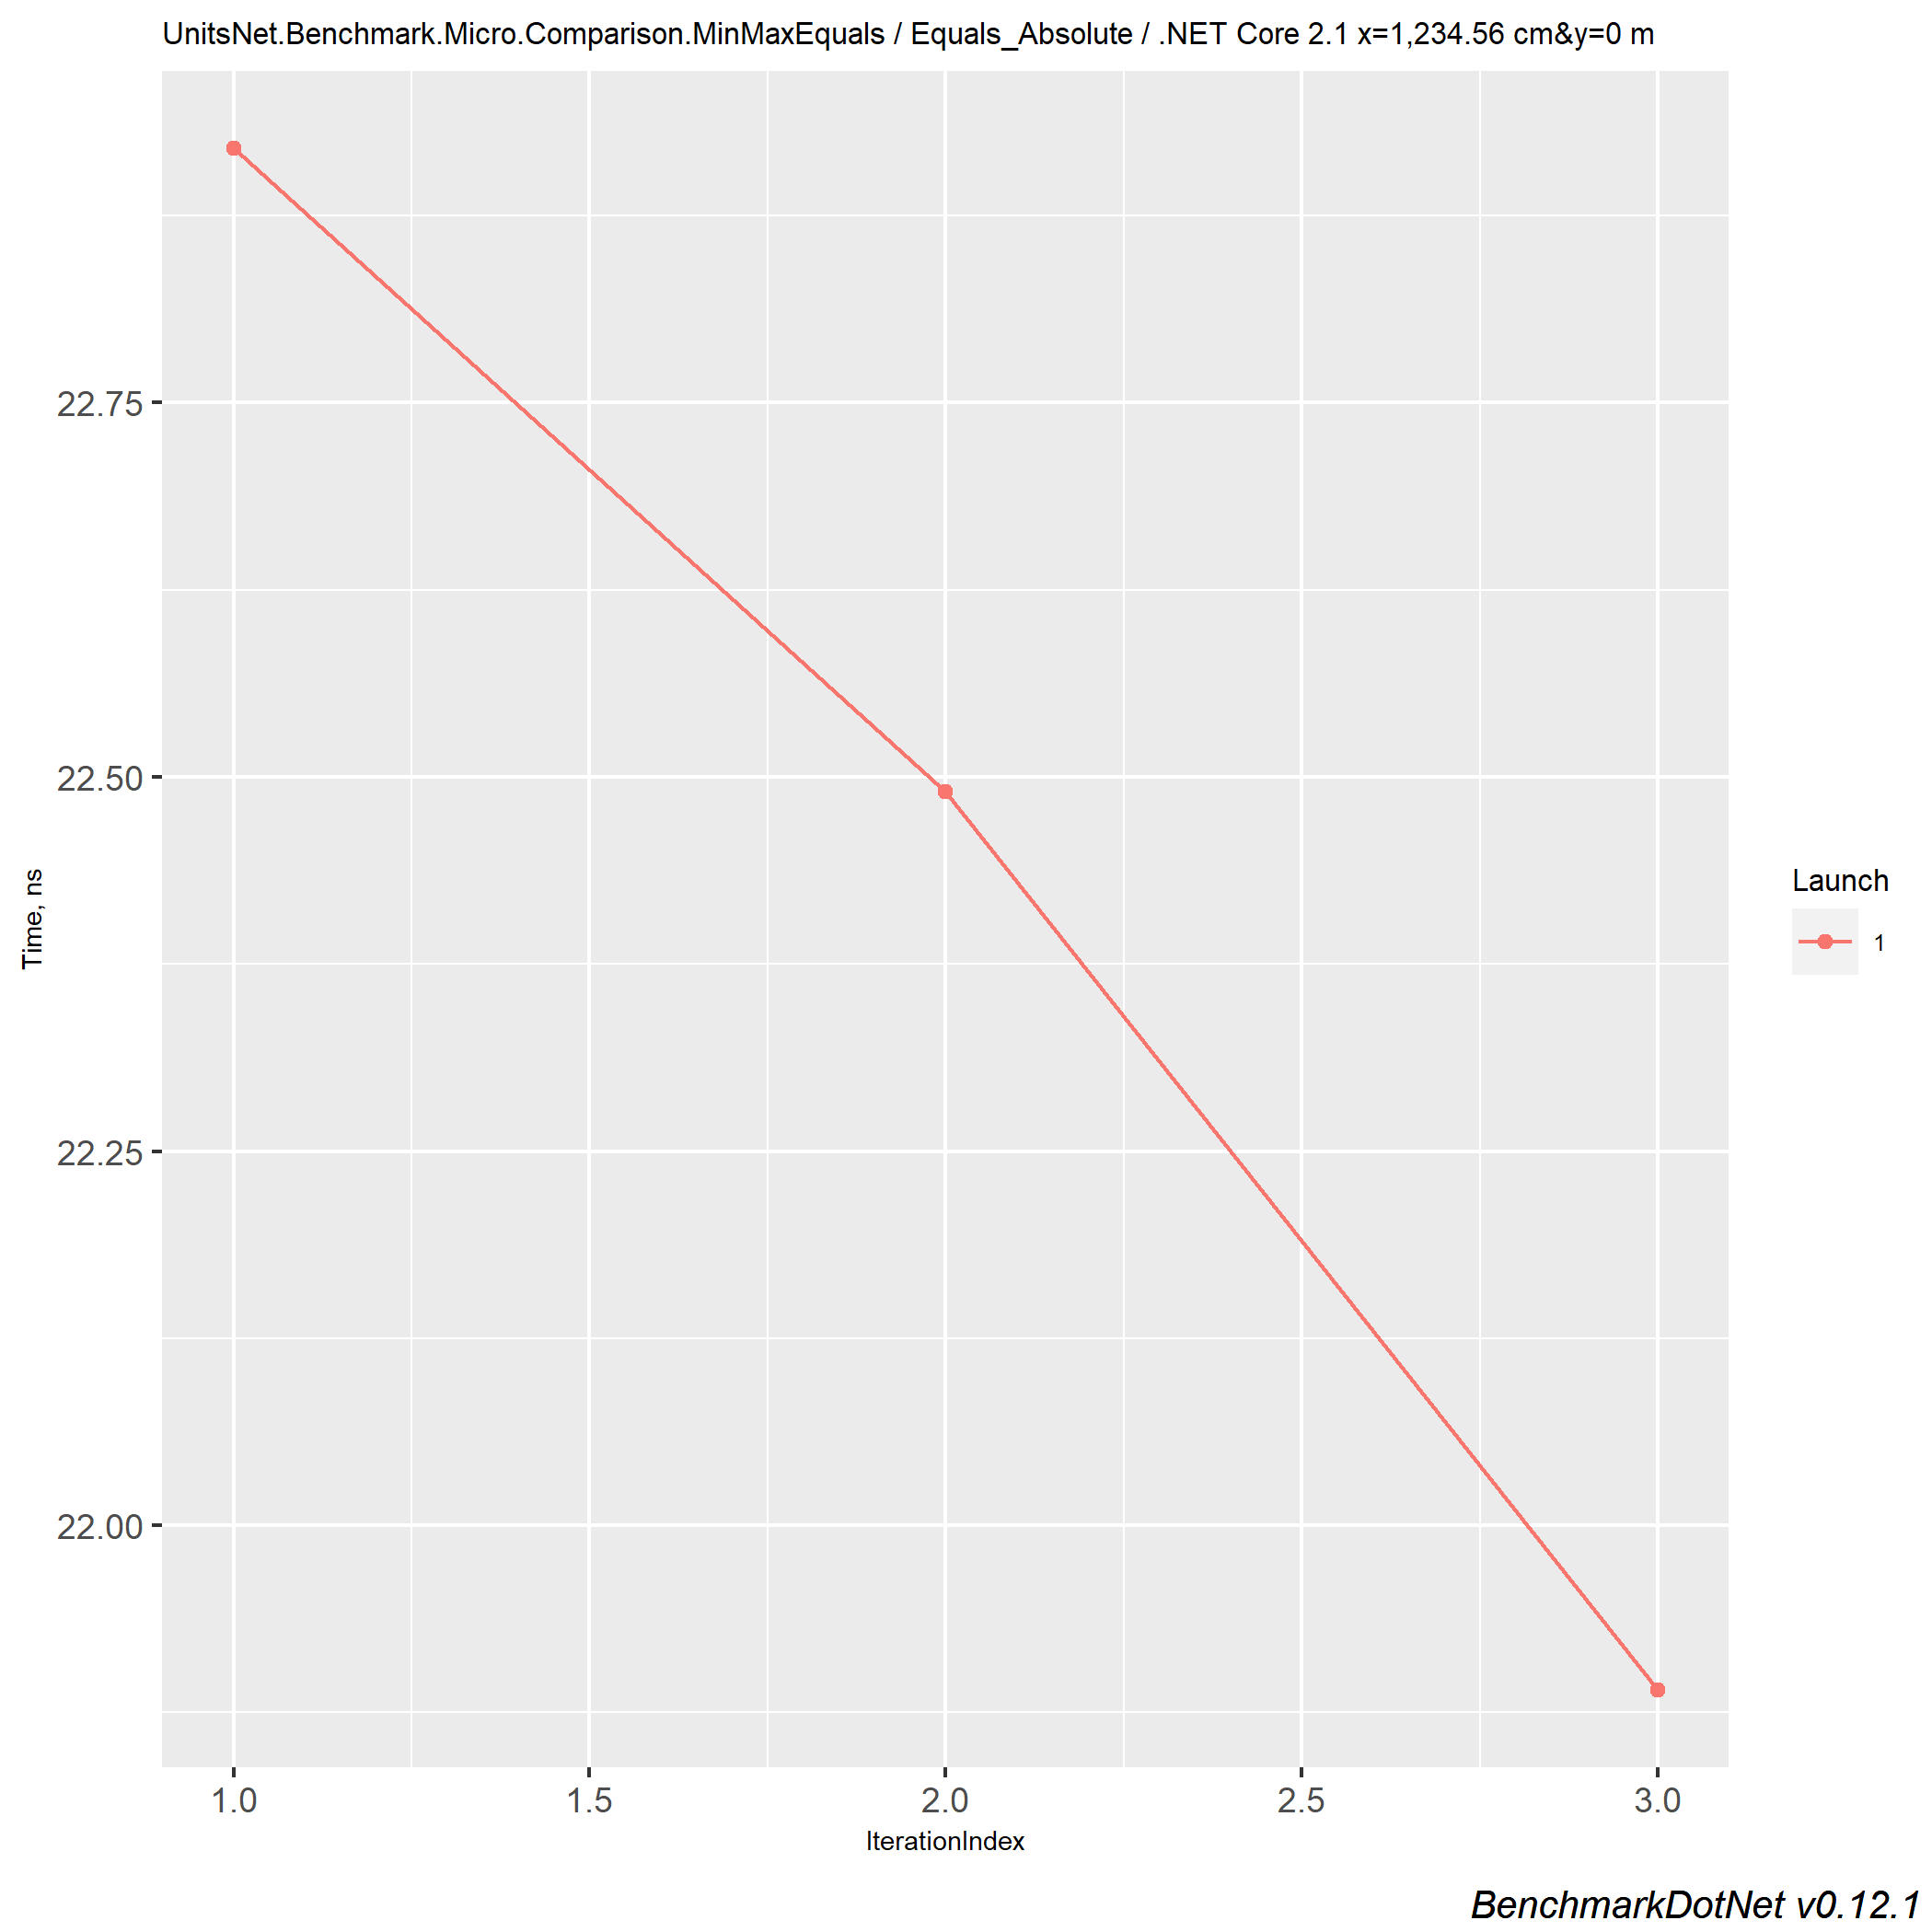 UnitsNet.Benchmark.Micro.Comparison.MinMaxEquals / Equals_Absolute / .NET Core 2.1 x=1,234.56 cm&y=0 m
22.75
22.50
22.25
22.00
Time, ns
1.0 1.5 2.0 2.5 3.0
IterationIndex
Launch
1
BenchmarkDotNet v0.12.1